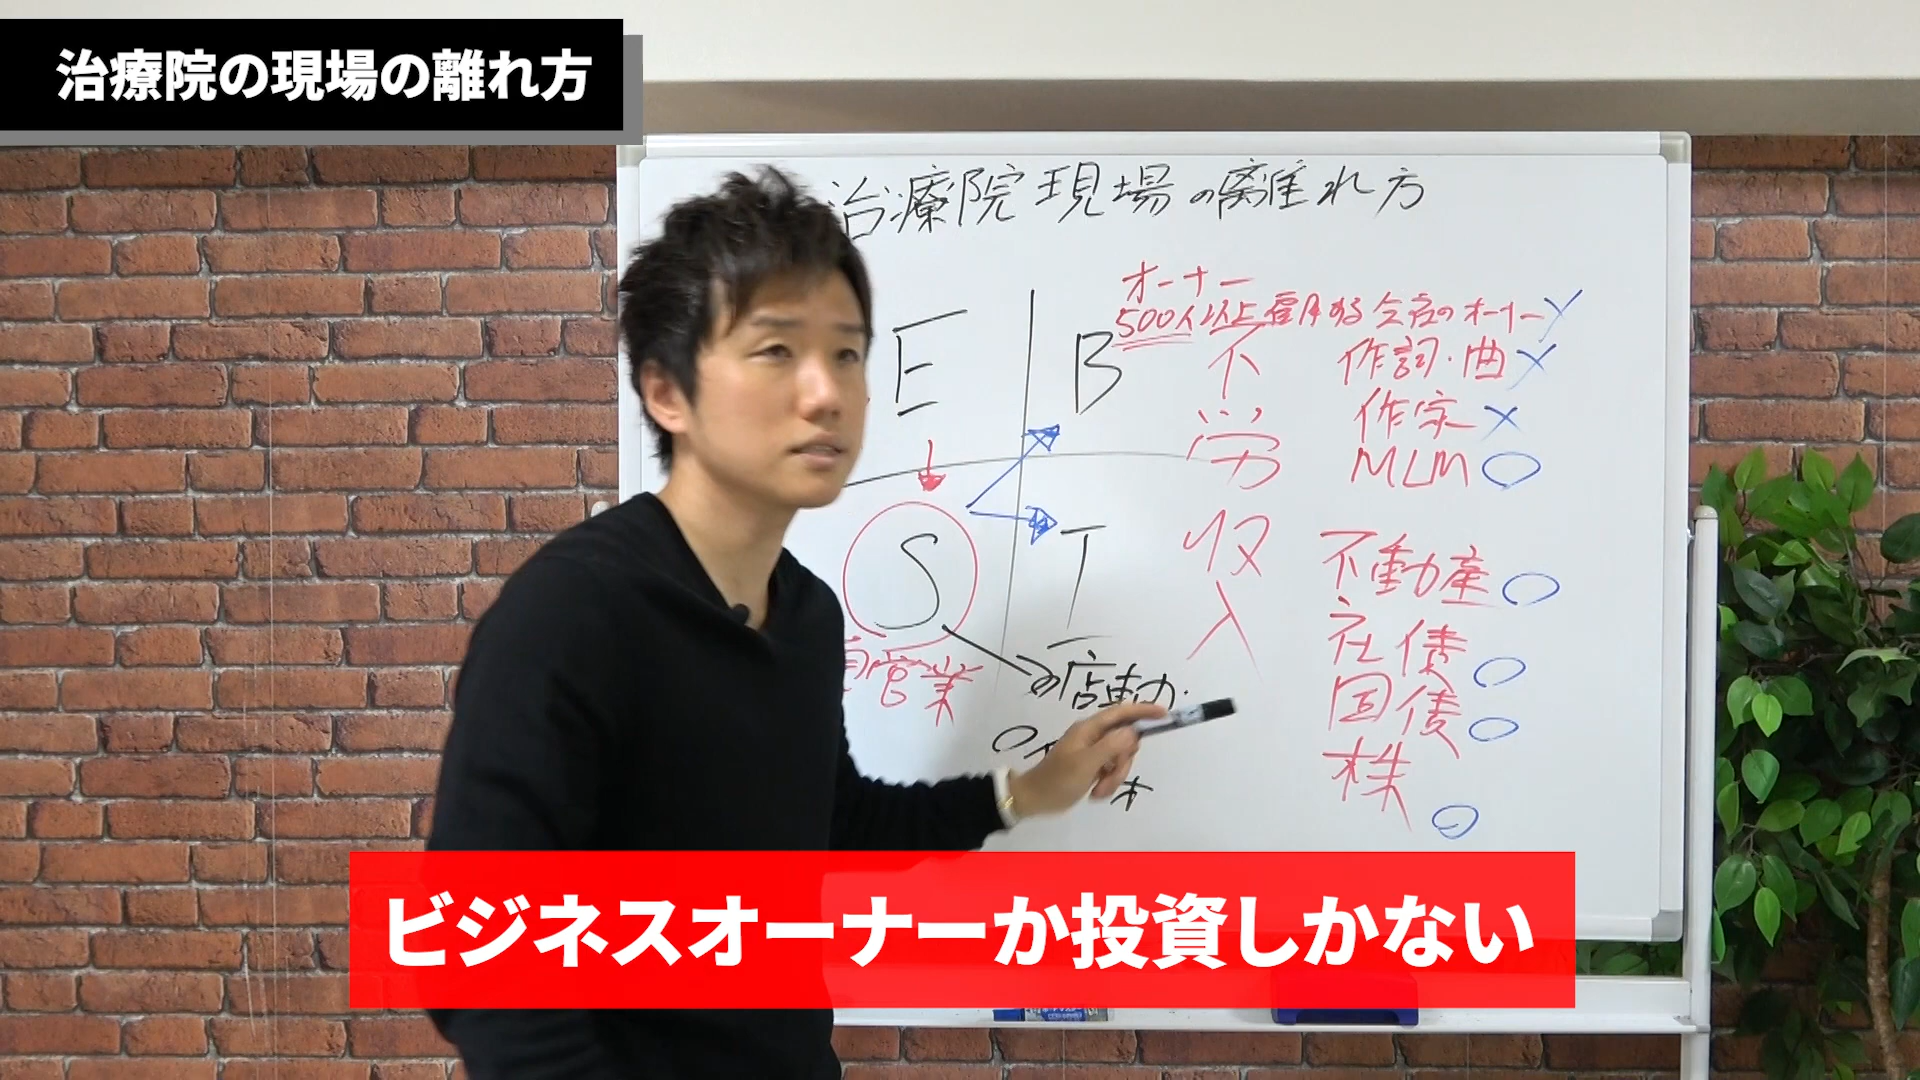 治療院の現場の離れ方
治療院現場の離れ方
オーナー
500人以上雇用する会社のオーナー ×
E
B
不労収入
作詞・曲 ×
作家 ×
MLM ○
S
不動産 ○
社債 ○
国債 ○
株 ○
営業
ビジネスオーナーか投資しかない